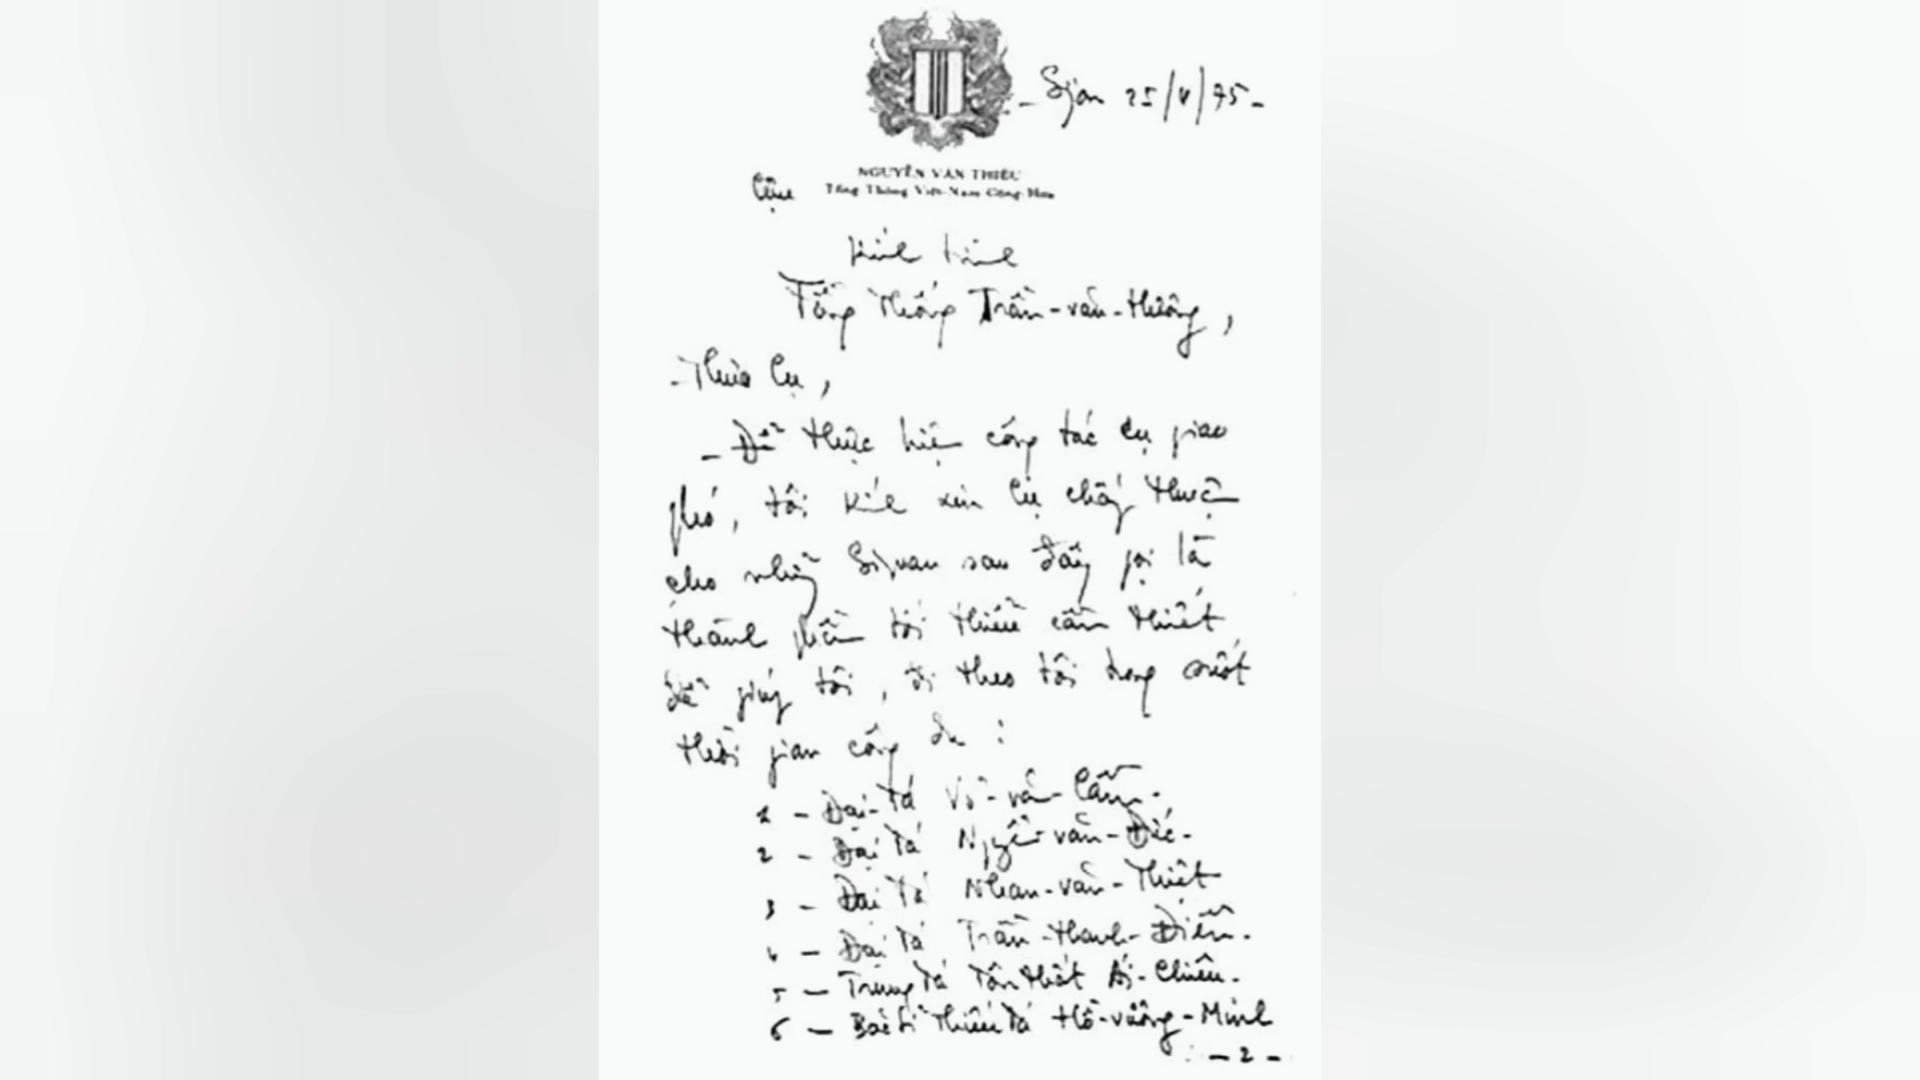 - Sjon 25/4/75 -
NGUYỄN VĂN THIỆU
Tổng Thống Việt-Nam Cộng-Hòa
Kính trình
Tổng Thống Trần-văn-Hương,
- Thưa Cụ,
- Để thực hiện công tác Cụ giao
phó, tôi kính xin Cụ chấp thuận
cho những Sĩ quan sau đây gọi là
thành phần tối thiểu cần thiết
để giúp tôi, đi theo tôi trong suốt
thời gian công du :
1 - Đại-tá Võ-văn-Cầm -
2 - Đại tá Nguyễn-văn-Đức -
3 - Đại tá Nhan-văn-Thiệt
4 - Đại tá Trần-Thanh-Điền -
5 - Trung tá Tôn thất Ái-Chiêu -
6 - Bác sĩ Thiếu tá Hồ-vương-Minh
- 2 -